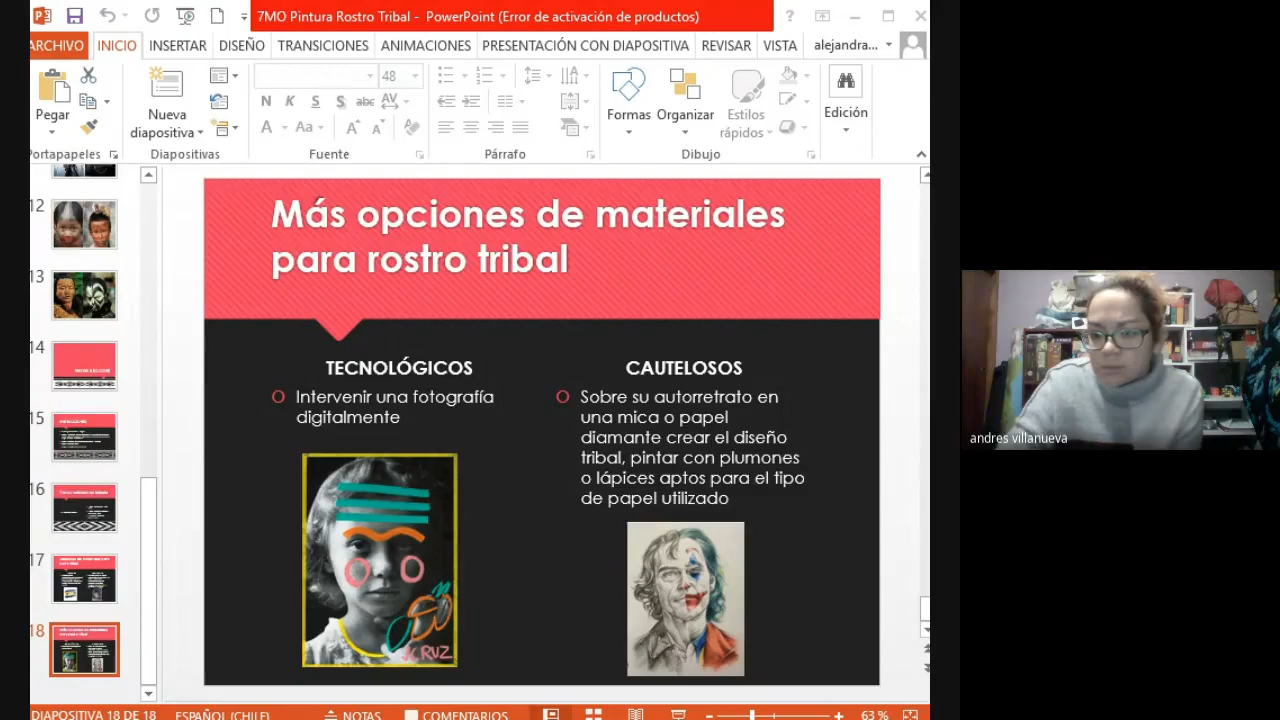 7MO Pintura Rostro Tribal - PowerPoint (Error de activación de productos)
ARCHIVO INICIO INSERTAR DISEÑO TRANSICIONES ANIMACIONES PRESENTACIÓN CON DIAPOSITIVA REVISAR VISTA alejandra...
48
Pegar
Nueva diapositiva
N K S S abc AV
A Aa A A
Formas Organizar Estilos rápidos
Edición
Portapapeles Diapositivas Fuente Párrafo Dibujo
12
13
14
15
16
17
18
Más opciones de materiales
para rostro tribal
TECNOLÓGICOS
Intervenir una fotografía
digitalmente
CRUZ
CAUTELOSOS
Sobre su autorretrato en
una mica o papel
diamante crear el diseño
tribal, pintar con plumones
o lápices aptos para el tipo
de papel utilizado
andres villanueva
DIAPOSITIVA 18 DE 18 ESPAÑOL (CHILE) NOTAS COMENTARIOS 63 %